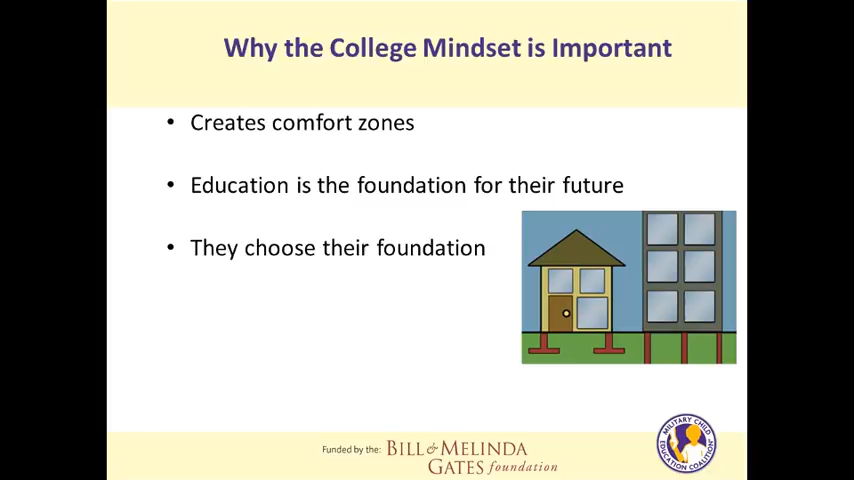 Why the College Mindset is Important
• Creates comfort zones
• Education is the foundation for their future
• They choose their foundation
Funded by the: BILL & MELINDA
GATES foundation
MILITARY CHILD
EDUCATION COALITION